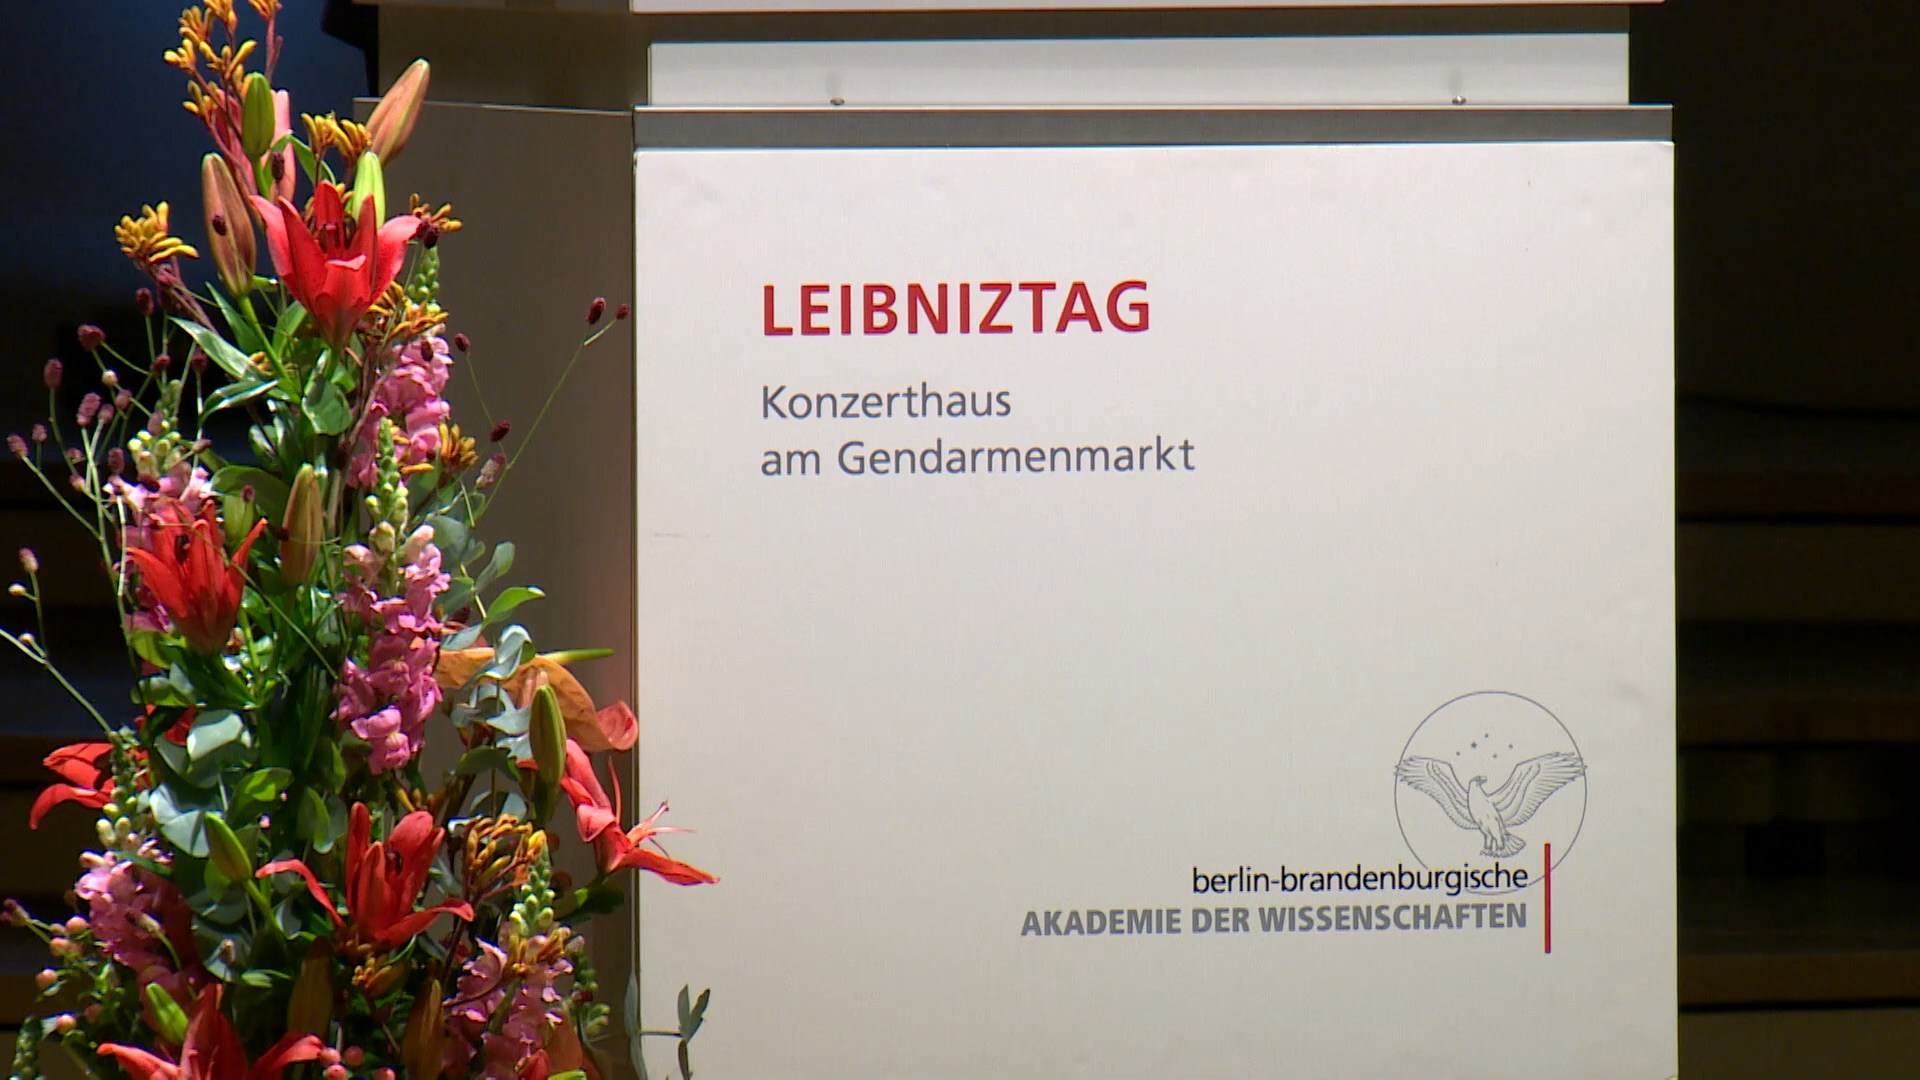 LEIBNIZTAG
Konzerthaus
am Gendarmenmarkt
berlin-brandenburgische
AKADEMIE DER WISSENSCHAFTEN